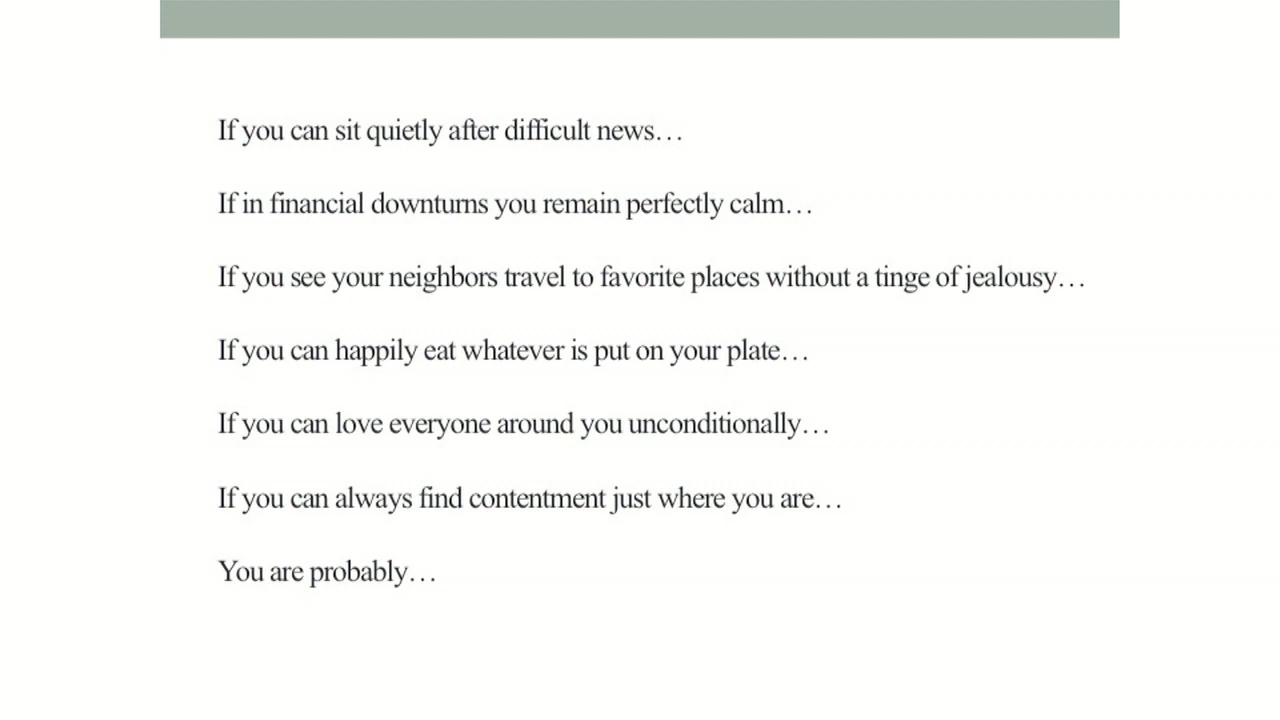 If you can sit quietly after difficult news…
If in financial downturns you remain perfectly calm…
If you see your neighbors travel to favorite places without a tinge of jealousy…
If you can happily eat whatever is put on your plate…
If you can love everyone around you unconditionally…
If you can always find contentment just where you are…
You are probably…